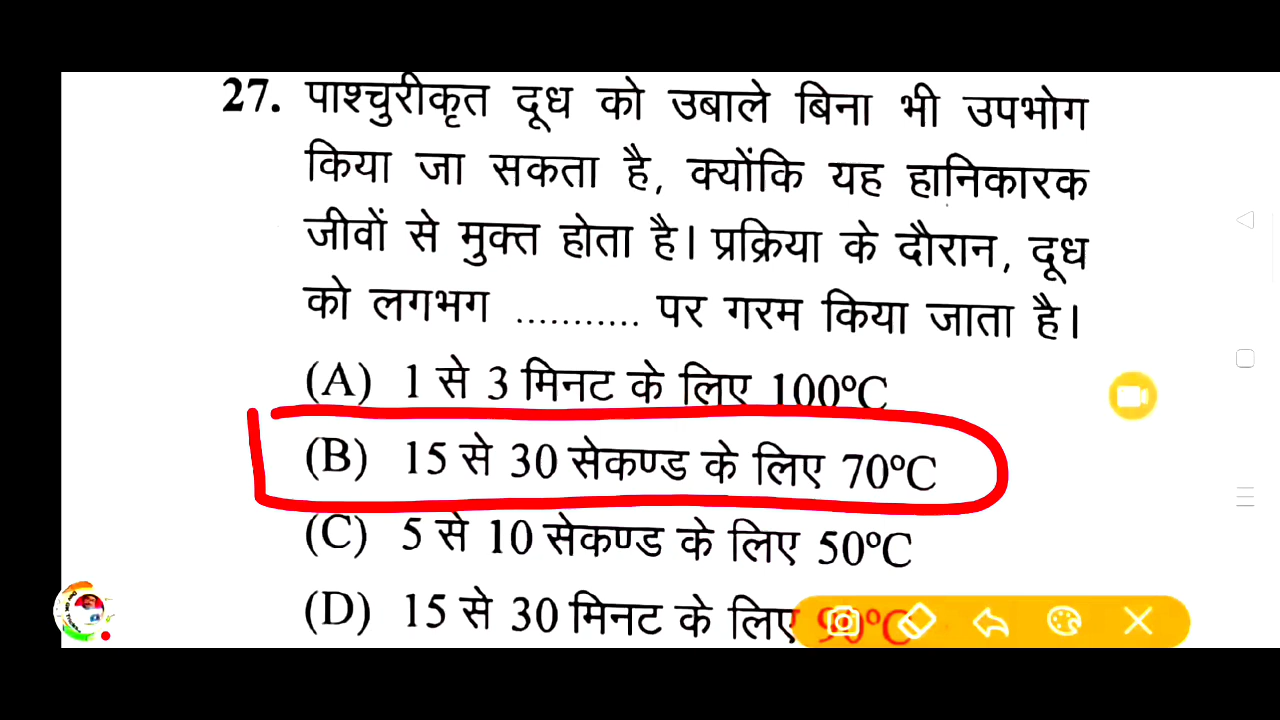 27. पाश्चुरीकृत दूध को उबाले बिना भी उपभोग
किया जा सकता है, क्योंकि यह हानिकारक
जीवों से मुक्त होता है। प्रक्रिया के दौरान, दूध
को लगभग ........... पर गरम किया जाता है।
(A) 1 से 3 मिनट के लिए 100°C
(B) 15 से 30 सेकण्ड के लिए 70°C
(C) 5 से 10 सेकण्ड के लिए 50°C
(D) 15 से 30 मिनट के लिए 90°C